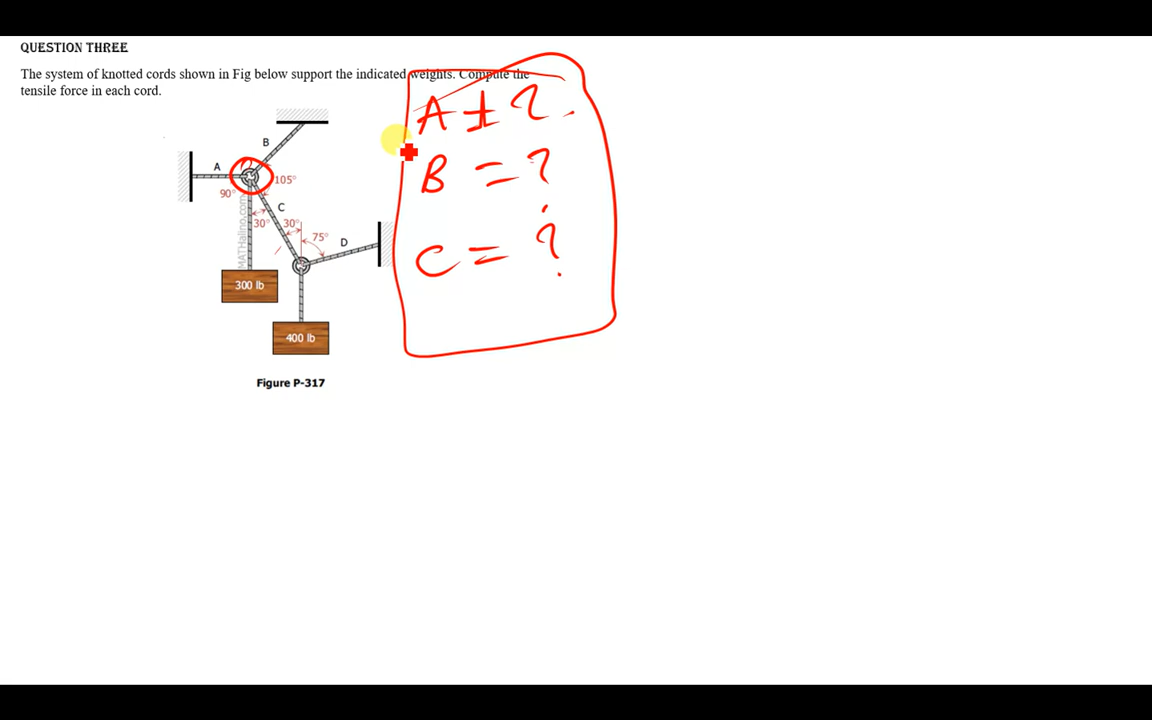 QUESTION THREE
The system of knotted cords shown in Fig below support the indicated weights. Compute the
tensile force in each cord.
A = ?
B
A
105°
B = ?
90°
C
30°
30°
75°
D
C = ?
MATHalino.com
300 lb
400 lb
Figure P-317